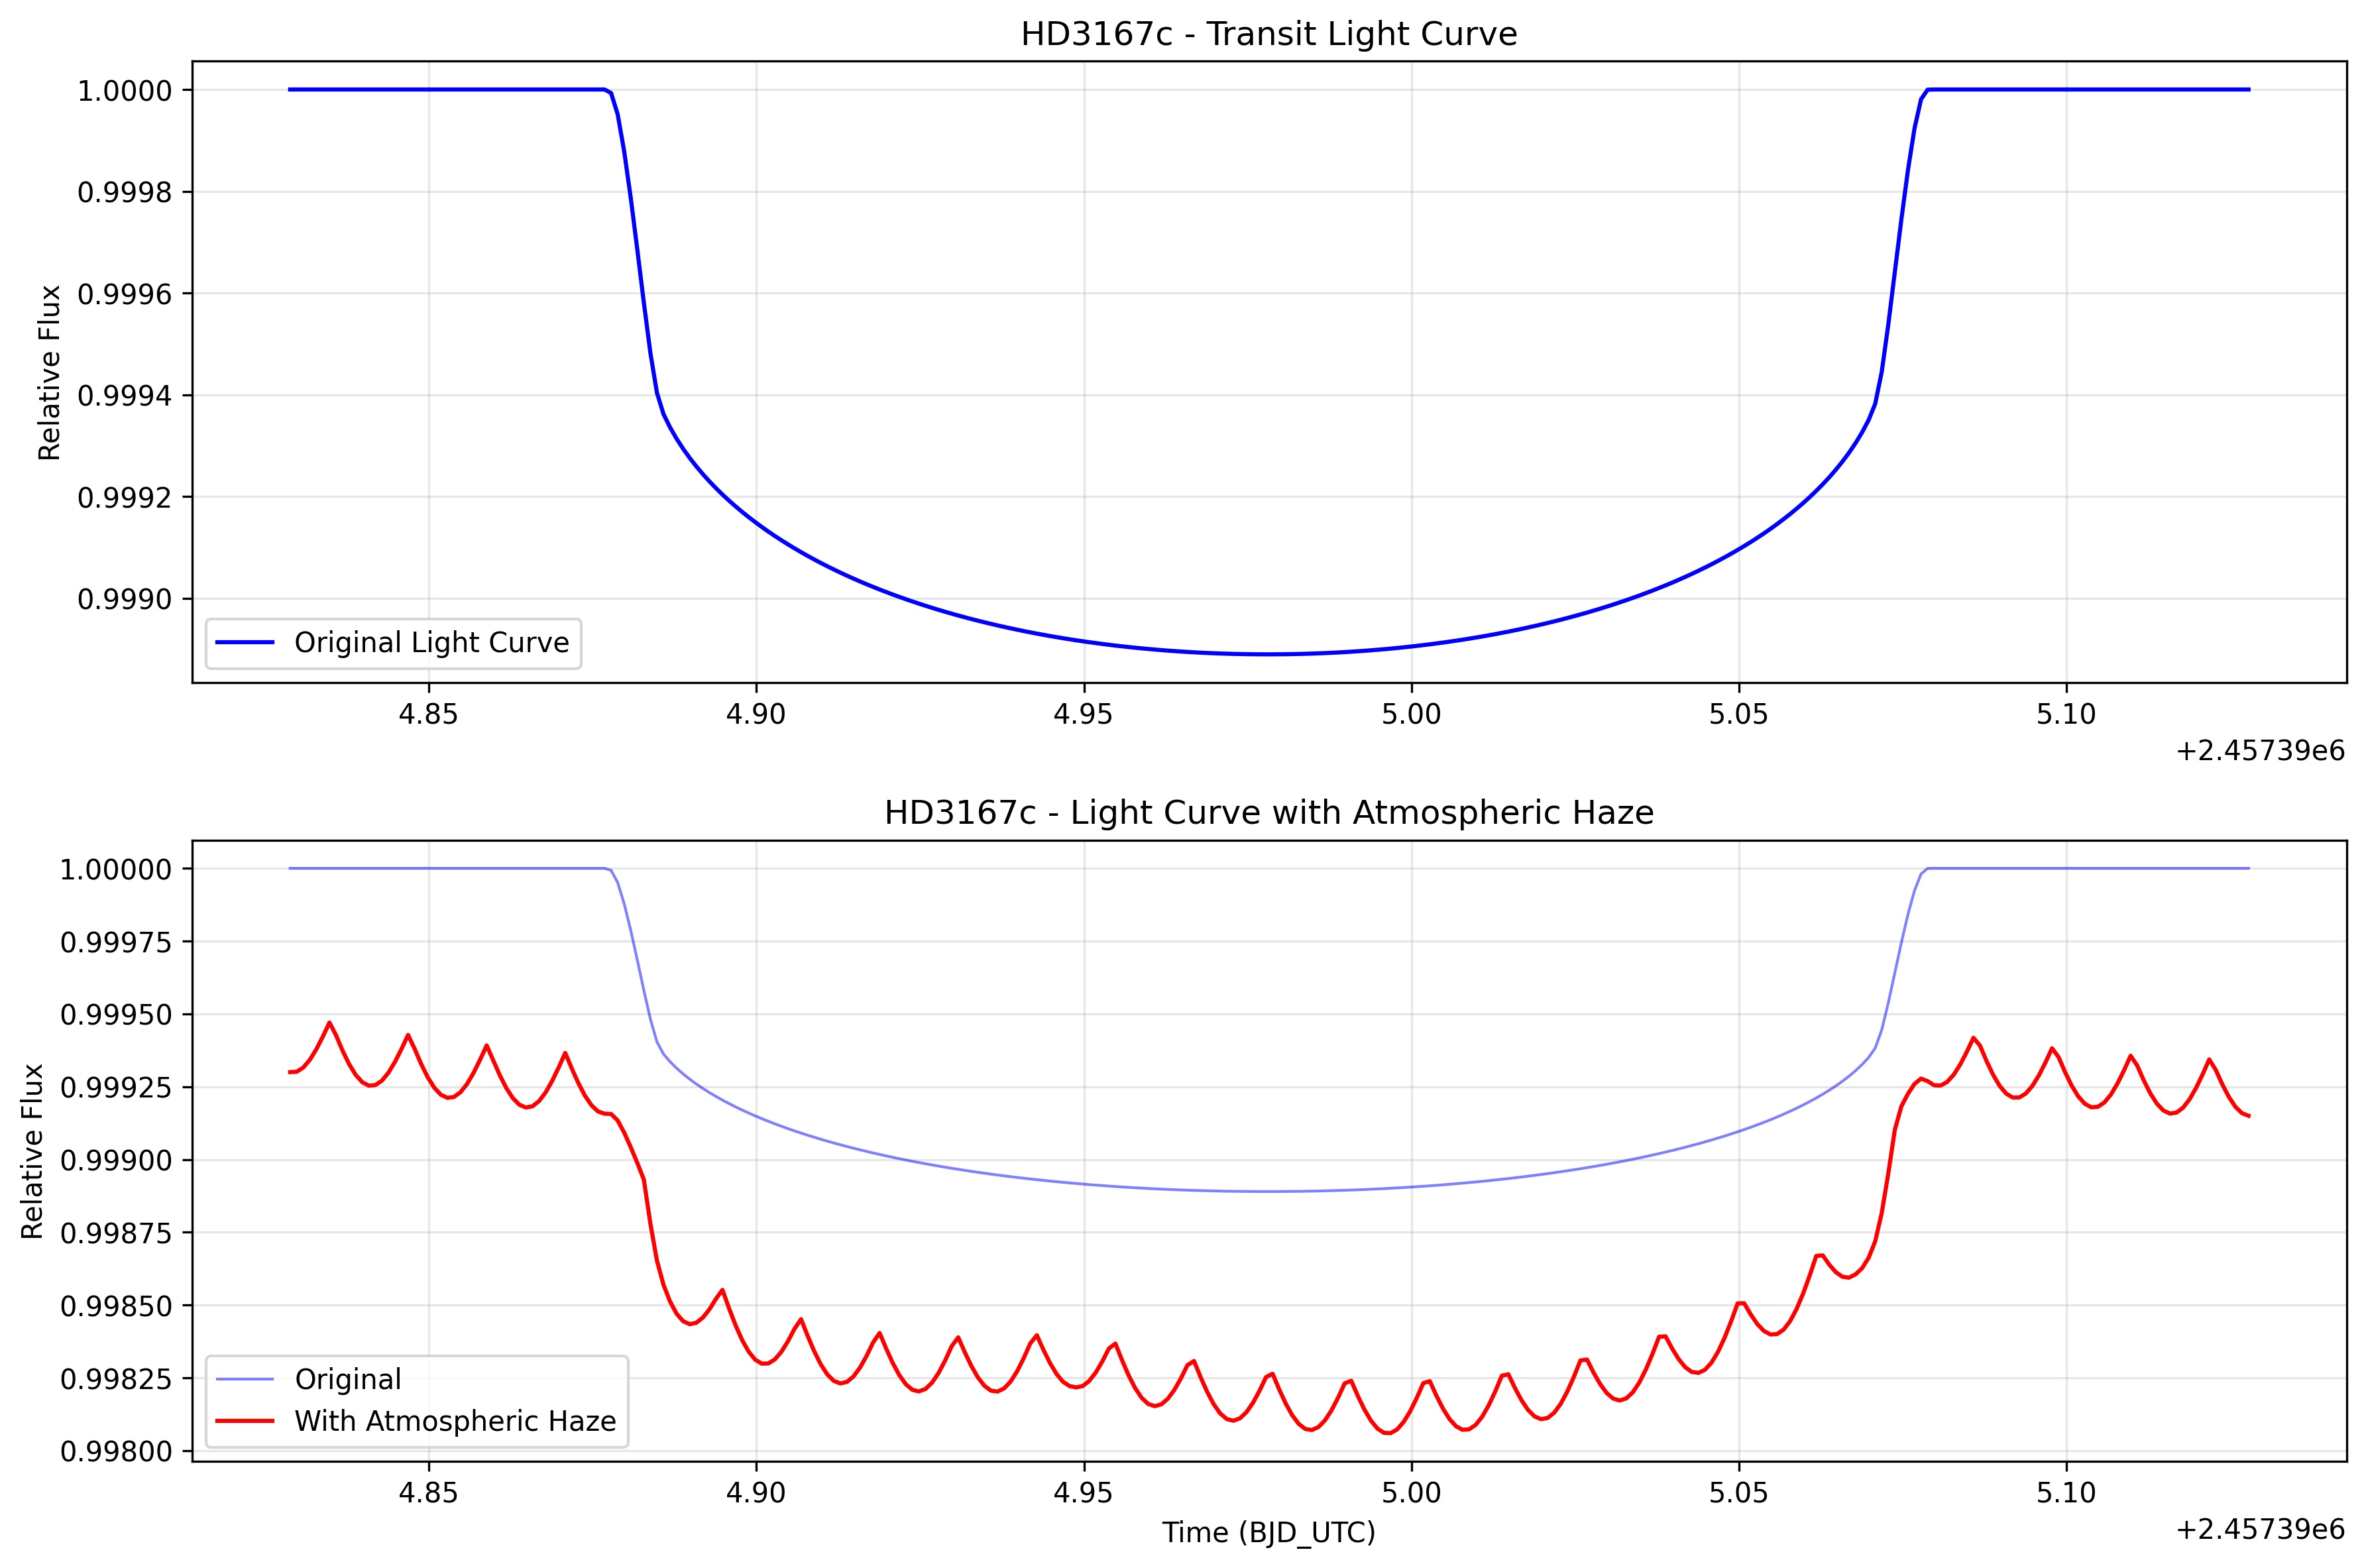 HD3167c - Transit Light Curve
Relative Flux
1.0000
0.9998
0.9996
0.9994
0.9992
0.9990
Original Light Curve
4.85 4.90 4.95 5.00 5.05 5.10
+2.45739e6
HD3167c - Light Curve with Atmospheric Haze
Relative Flux
1.00000
0.99975
0.99950
0.99925
0.99900
0.99875
0.99850
0.99825
0.99800
Original
With Atmospheric Haze
4.85 4.90 4.95 5.00 5.05 5.10
Time (BJD_UTC)
+2.45739e6